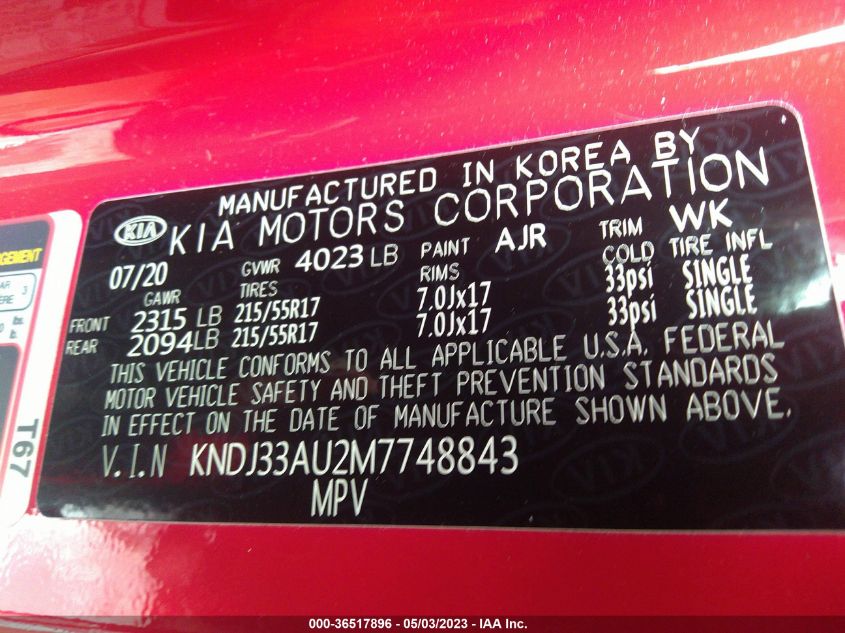 MANUFACTURED IN KOREA BY
KIA KIA MOTORS CORPORATION
07/20 GVWR 4023 LB PAINT AJR TRIM WK
GAWR TIRES RIMS COLD TIRE INFL
FRONT 2315 LB 215/55R17 7.0Jx17 33psi SINGLE
REAR 2094LB 215/55R17 7.0Jx17 33psi SINGLE
THIS VEHICLE CONFORMS TO ALL APPLICABLE U.S.A. FEDERAL
MOTOR VEHICLE SAFETY AND THEFT PREVENTION STANDARDS
IN EFFECT ON THE DATE OF MANUFACTURE SHOWN ABOVE.
V.I.N KNDJ33AU2M7748843
MPV
T67
000-36517896 - 05/03/2023 - IAA Inc.